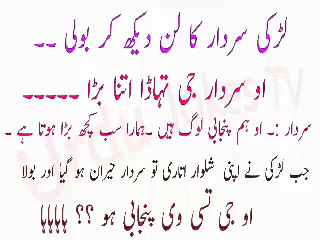 لڑکی سردار کا لن دیکھ کر بولی ۔۔
او سردار جی تہاڈا اتنا بڑا ۔۔۔۔۔
سردار :۔ او ہم پنجابی لوگ ہیں ۔ہمارا سب کچھ بڑا ہوتا ہے ۔
جب لڑکی نے اپنی شلوار اتاری تو سردار حیران ہو گیا اور بولا
او جی تسی وی پنجابی ہو ؟؟ ہاہاہاہا